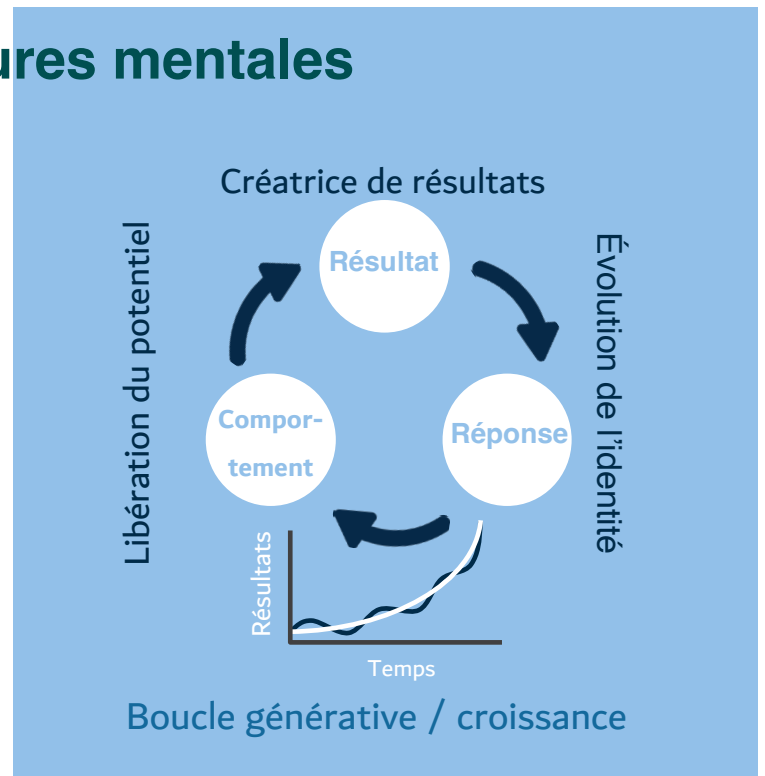 ures mentales
Créatrice de résultats
Résultat
Libération du potentiel
Évolution de l'identité
Compor-
tement
Réponse
Résultats
Temps
Boucle générative / croissance